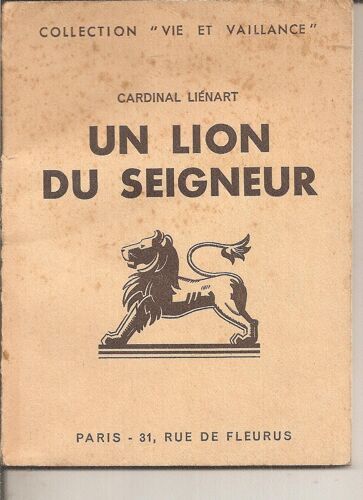 COLLECTION "VIE ET VAILLANCE"
CARDINAL LIÉNART
UN LION
DU SEIGNEUR
PARIS - 31, RUE DE FLEURUS